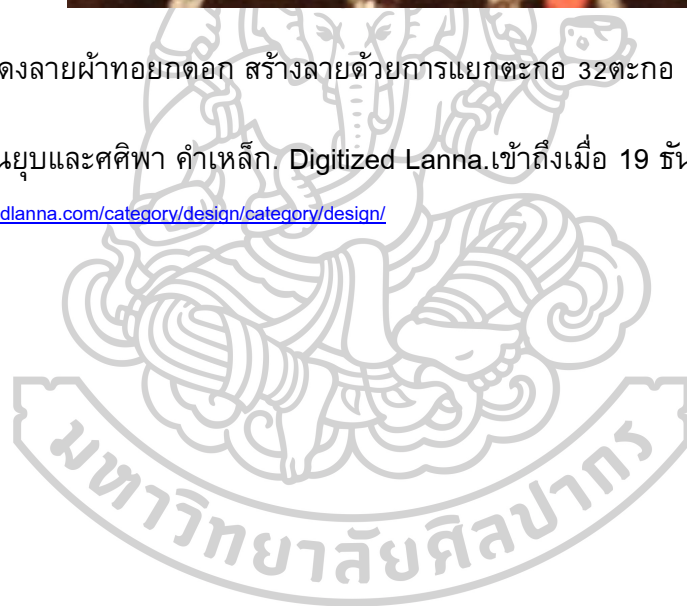 ดงลายผ้าทอยกดอก สร้างลายด้วยการแยกตะกอ 32ตะกอ
นยุบและศศิพา คำเหล็ก. Digitized Lanna.เข้าถึงเมื่อ 19 ธัน
dlanna.com/category/design/category/design/
มหาวิทยาลัยศิลปากร